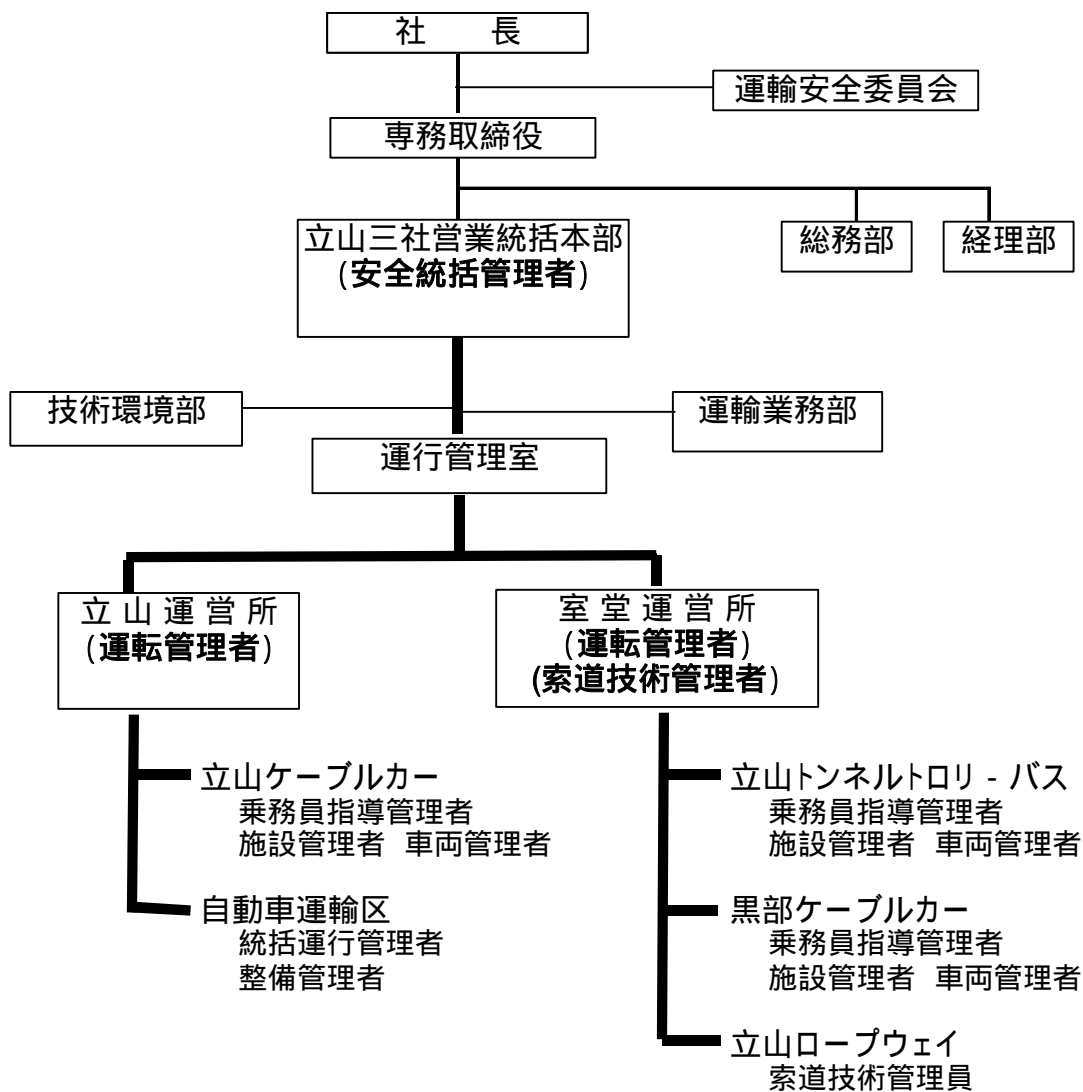 社　　長
運輸安全委員会
専務取締役
立山三社営業統括本部
(安全統括管理者)
総務部
経理部
技術環境部
運輸業務部
運行管理室
立 山 運 営 所
(運転管理者)
室 堂 運 営 所
(運転管理者)
(索道技術管理者)
立山ケーブルカー
乗務員指導管理者
施設管理者 車両管理者
自動車運輸区
統括運行管理者
整備管理者
立山トンネルトロリ - バス
乗務員指導管理者
施設管理者 車両管理者
黒部ケーブルカー
乗務員指導管理者
施設管理者 車両管理者
立山ロープウェイ
索道技術管理員